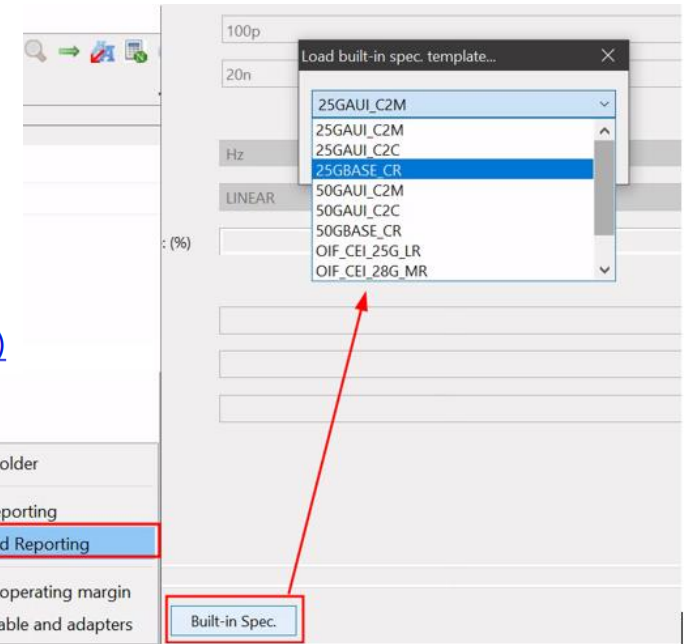 100p
Load built-in spec. template...
20n
25GAUI_C2M
25GAUI_C2M
25GAUI_C2C
Hz
25GBASE_CR
50GAUI_C2M
LINEAR
50GAUI_C2C
50GBASE_CR
: (%)
OIF_CEI_25G_LR
OIF_CEI_28G_MR
)
older
porting
d Reporting
operating margin
able and adapters
Built-in Spec.